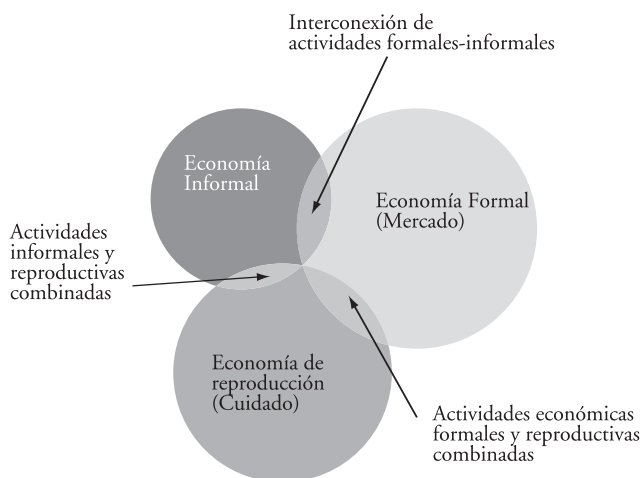 Interconexión de
actividades formales-informales
Economía
Informal
Economía Formal
(Mercado)
Actividades
informales y
reproductivas
combinadas
Economía de
reproducción
(Cuidado)
Actividades económicas
formales y reproductivas
combinadas